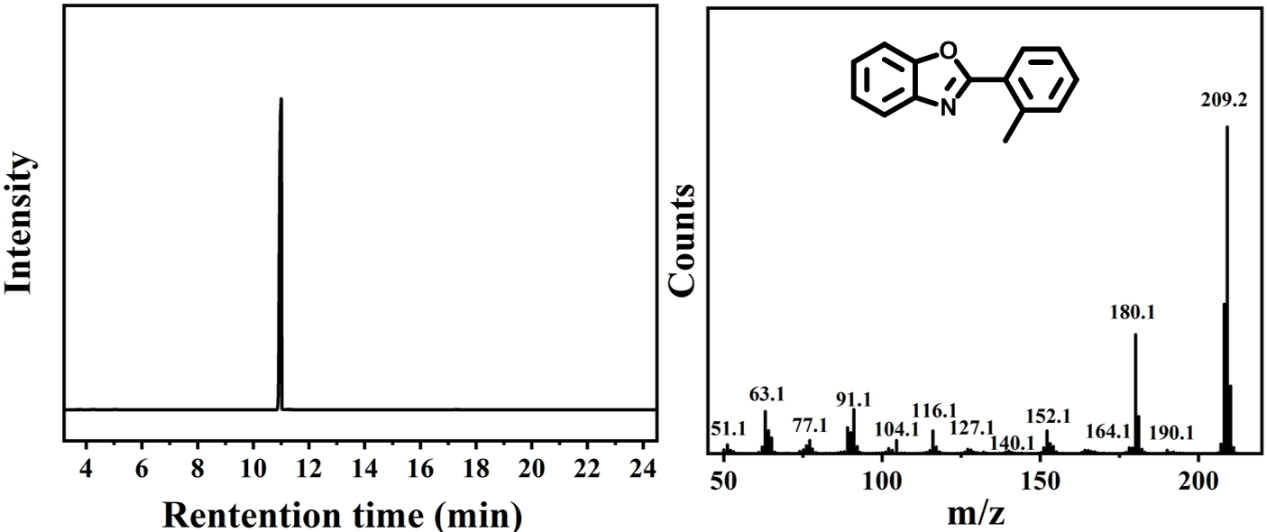 Intensity
4 6 8 10 12 14 16 18 20 22 24
Rentention time (min)
Counts
O
N
209.2
180.1
63.1
91.1
51.1
77.1
104.1
116.1
127.1
140.1
152.1
164.1
190.1
50 100 150 200
m/z